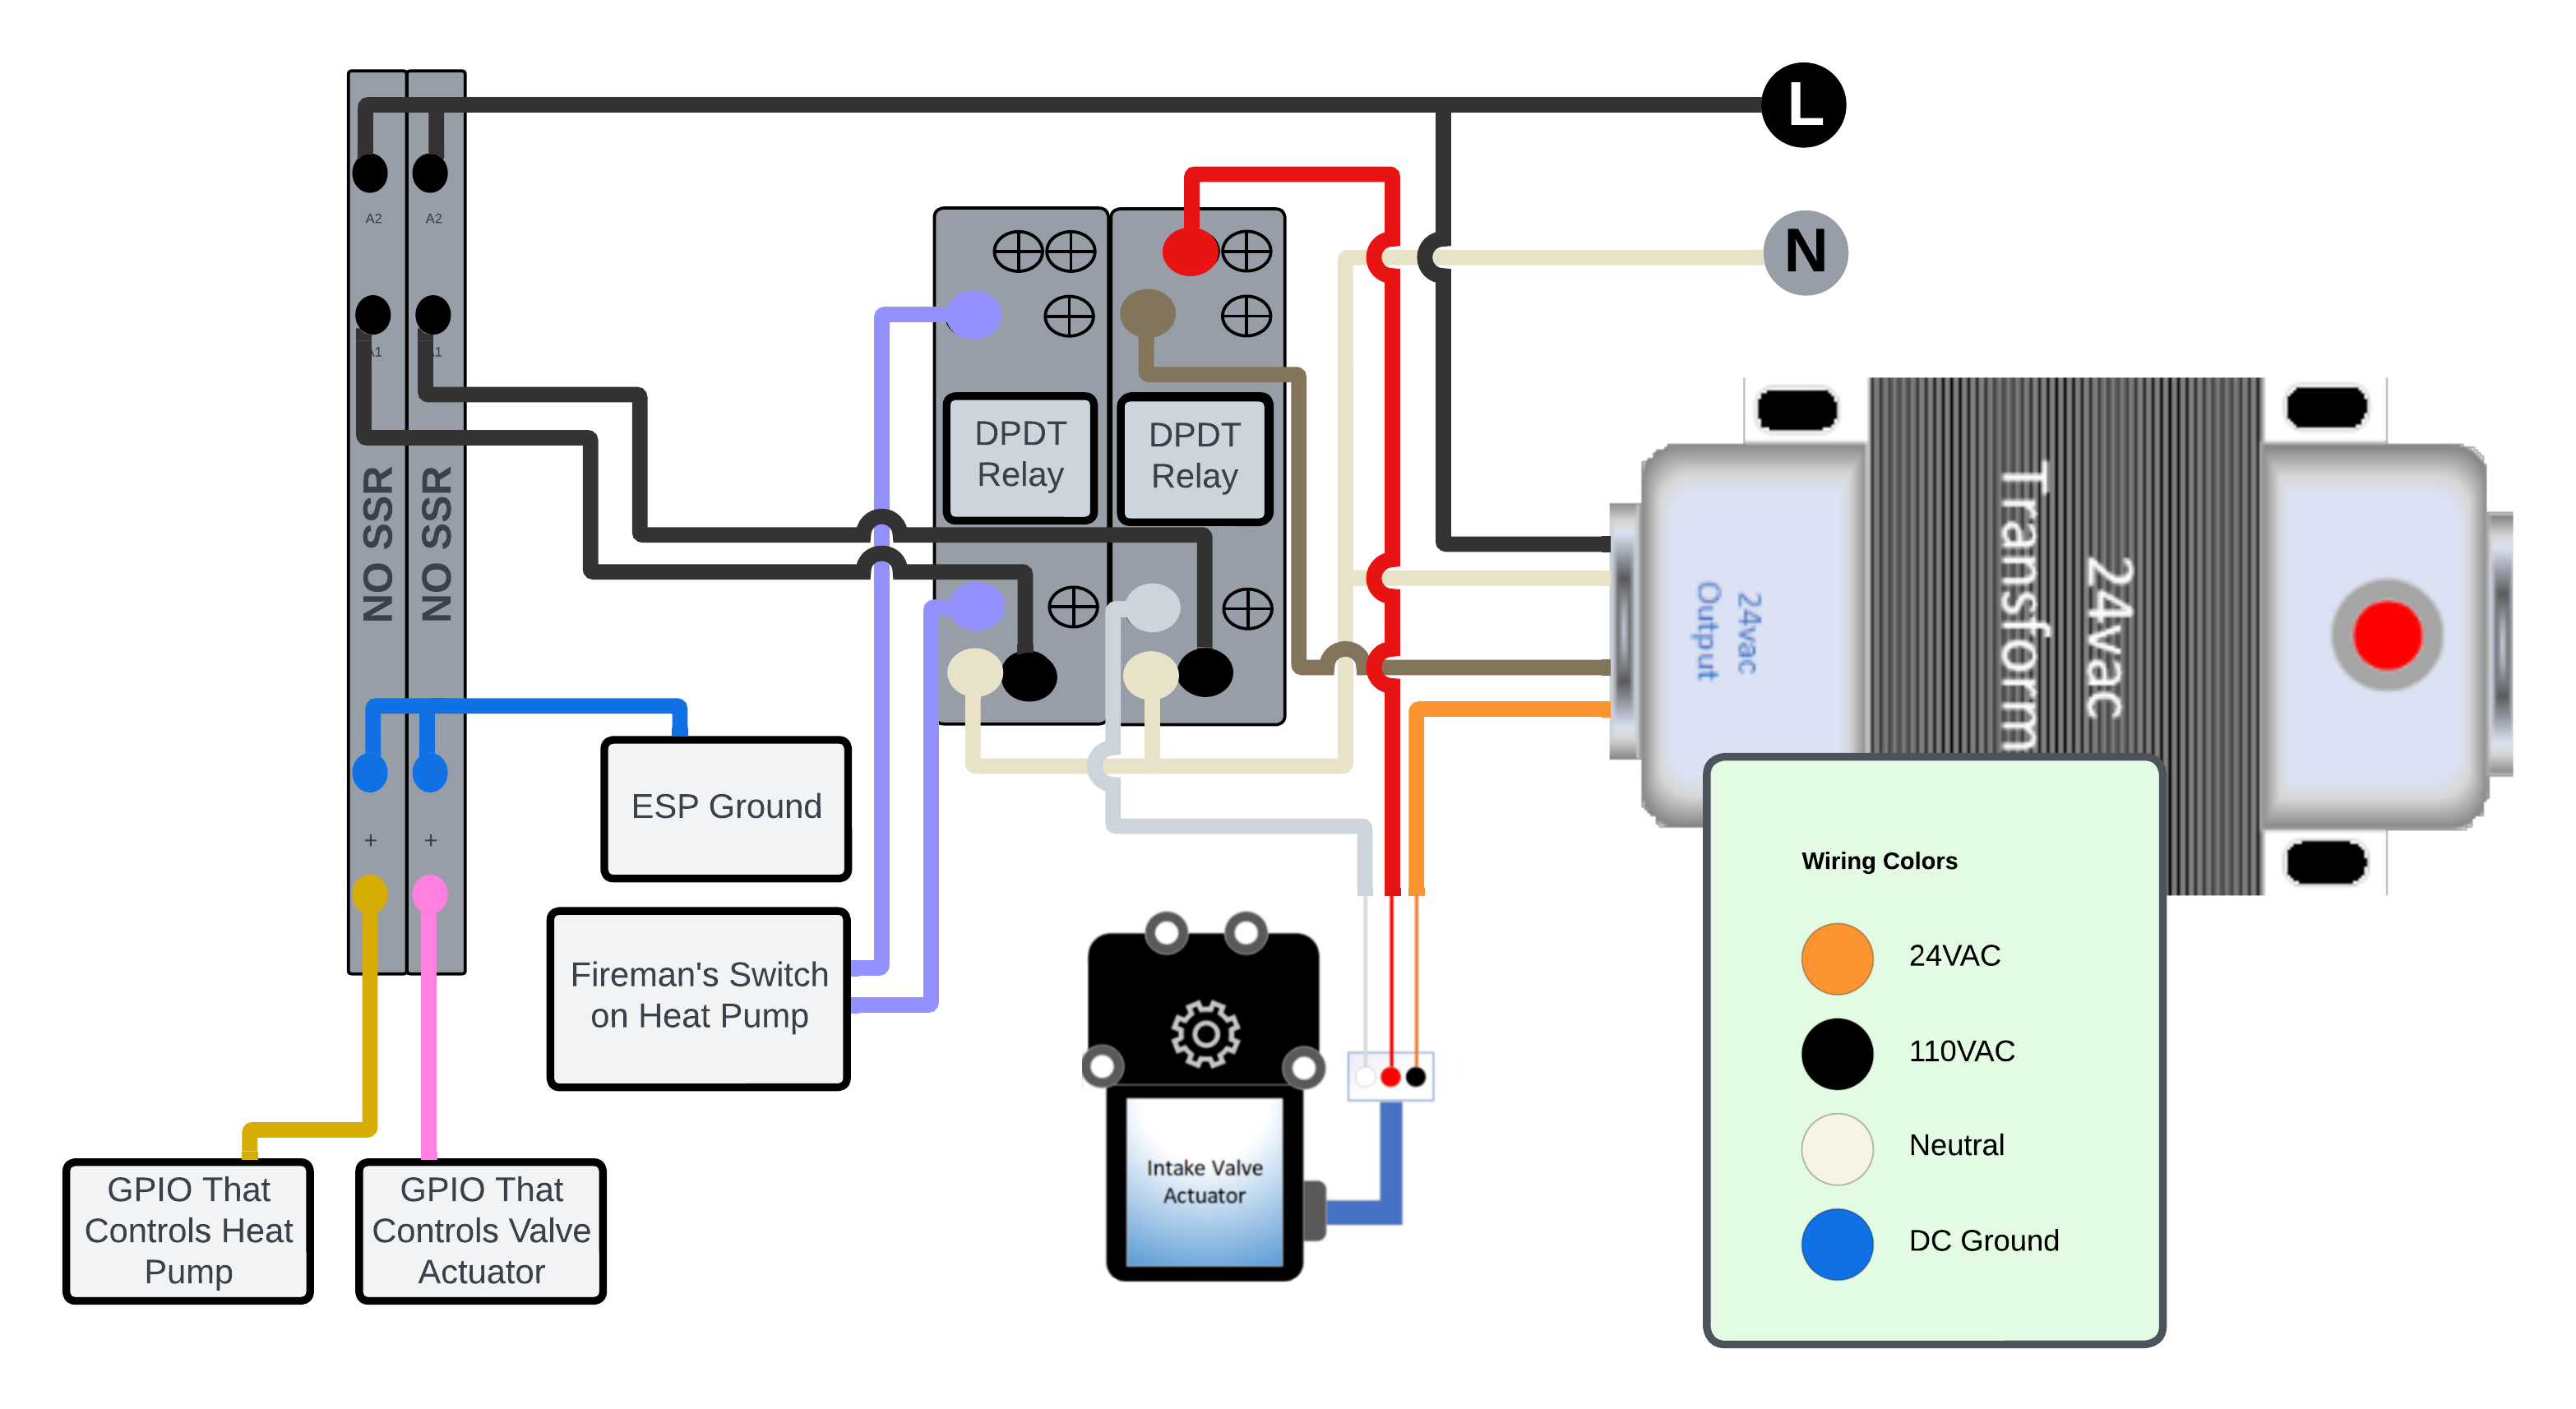 L
N
A2
A2
A1
A1
NO SSR
NO SSR
DPDT
Relay
DPDT
Relay
24vac
Output
24vac
Transform
ESP Ground
+
+
Fireman's Switch
on Heat Pump
GPIO That
Controls Heat
Pump
GPIO That
Controls Valve
Actuator
Intake Valve
Actuator
Wiring Colors
24VAC
110VAC
Neutral
DC Ground